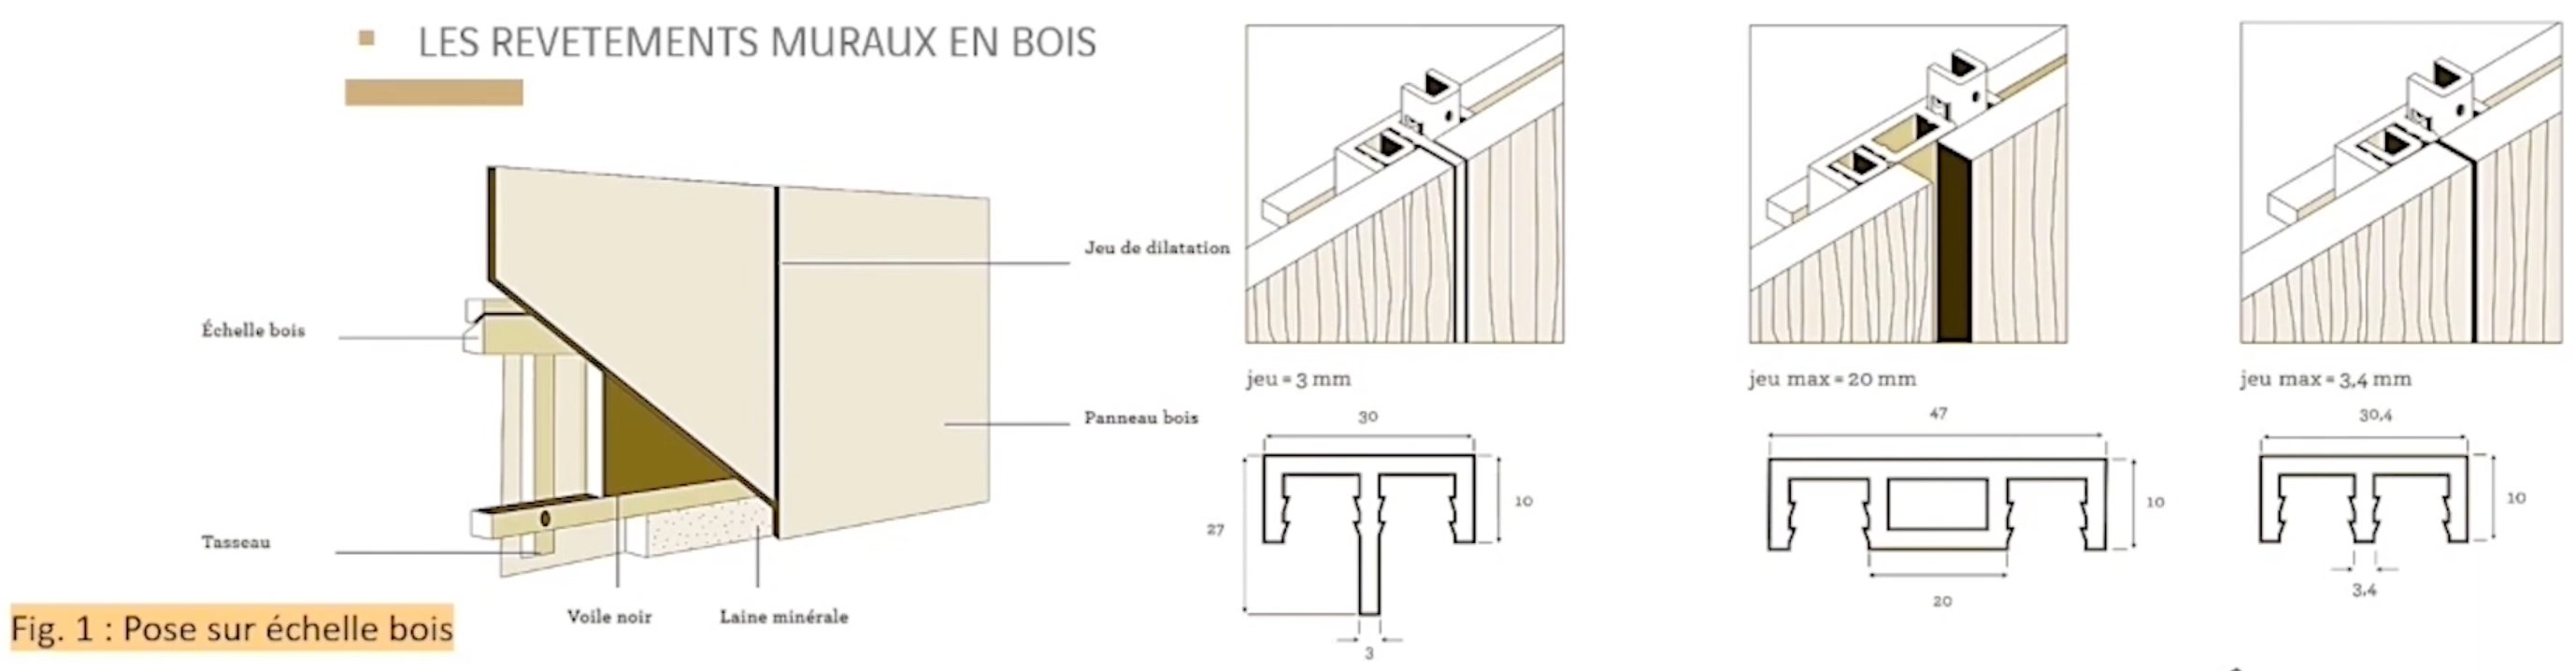 LES REVETEMENTS MURAUX EN BOIS
Jeu de dilatation
Échelle bois
Panneau bois
Tasseau
Voile noir
Laine minérale
Fig. 1 : Pose sur échelle bois
jeu = 3 mm
30
27
10
3
jeu max = 20 mm
47
10
20
jeu max = 3,4 mm
30,4
10
3,4